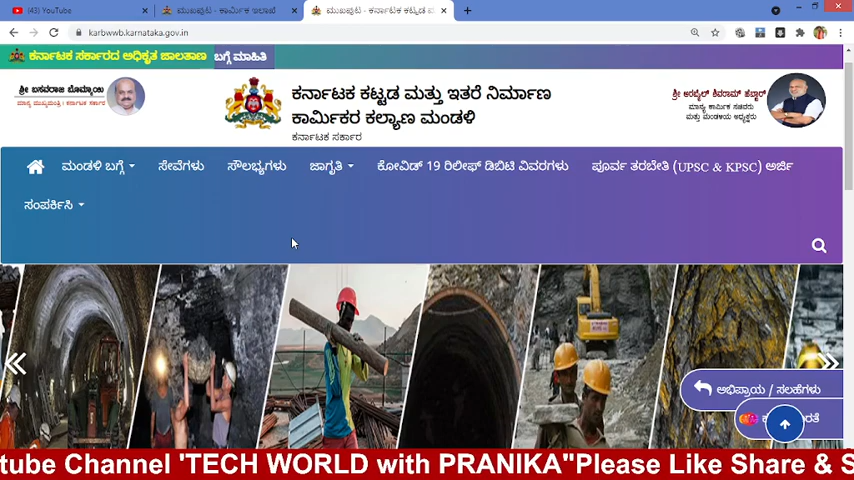 (43) YouTube
ಮುಖಪುಟ - ಕಾರ್ಮಿಕ ಇಲಾಖೆ
ಮುಖಪುಟ - ಕರ್ನಾಟಕ ಕಟ್ಟಡ ಮ
karbwwb.karnataka.gov.in
ಕರ್ನಾಟಕ ಸರ್ಕಾರದ ಅಧಿಕೃತ ಜಾಲತಾಣ ಬಗ್ಗೆ ಮಾಹಿತಿ
ಶ್ರೀ ಬಸವರಾಜ ಬೊಮ್ಮಾಯಿ
ಮಾನ್ಯ ಮುಖ್ಯಮಂತ್ರಿ, ಕರ್ನಾಟಕ ಸರ್ಕಾರ
ಕರ್ನಾಟಕ ಕಟ್ಟಡ ಮತ್ತು ಇತರೆ ನಿರ್ಮಾಣ
ಕಾರ್ಮಿಕರ ಕಲ್ಯಾಣ ಮಂಡಳಿ
ಕರ್ನಾಟಕ ಸರ್ಕಾರ
ಶ್ರೀ ಅರಬೈಲ್ ಶಿವರಾಮ್ ಹೆಬ್ಬಾರ್
ಮಾನ್ಯ ಕಾರ್ಮಿಕ ಸಚಿವರು
ಮತ್ತು ಮಂಡಳಿಯ ಅಧ್ಯಕ್ಷರು
ಮಂಡಳಿ ಬಗ್ಗೆ ಸೇವೆಗಳು ಸೌಲಭ್ಯಗಳು ಜಾಗೃತಿ ಕೋವಿಡ್ 19 ರಿಲೀಫ್ ಡಿಬಿಟಿ ವಿವರಗಳು ಪೂರ್ವ ತರಬೇತಿ (UPSC & KPSC) ಅರ್ಜಿ
ಸಂಪರ್ಕಿಸಿ
ಅಭಿಪ್ರಾಯ / ಸಲಹೆಗಳು
tube Channel 'TECH WORLD with PRANIKA"Please Like Share & S